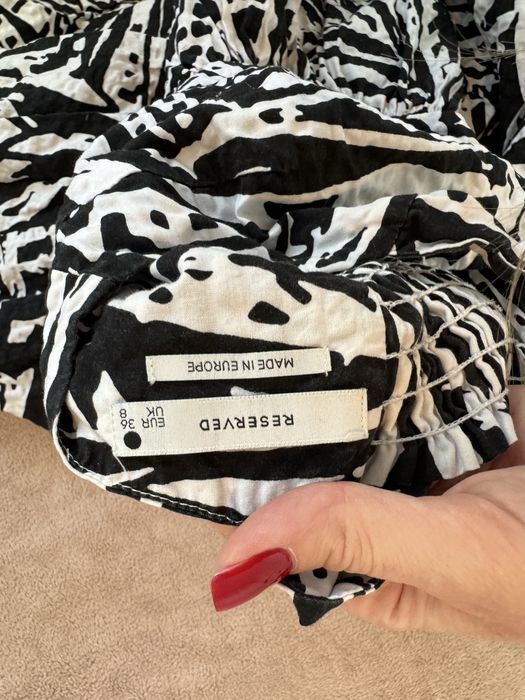 RESERVED
EUR 36
UK 8
MADE IN EUROPE